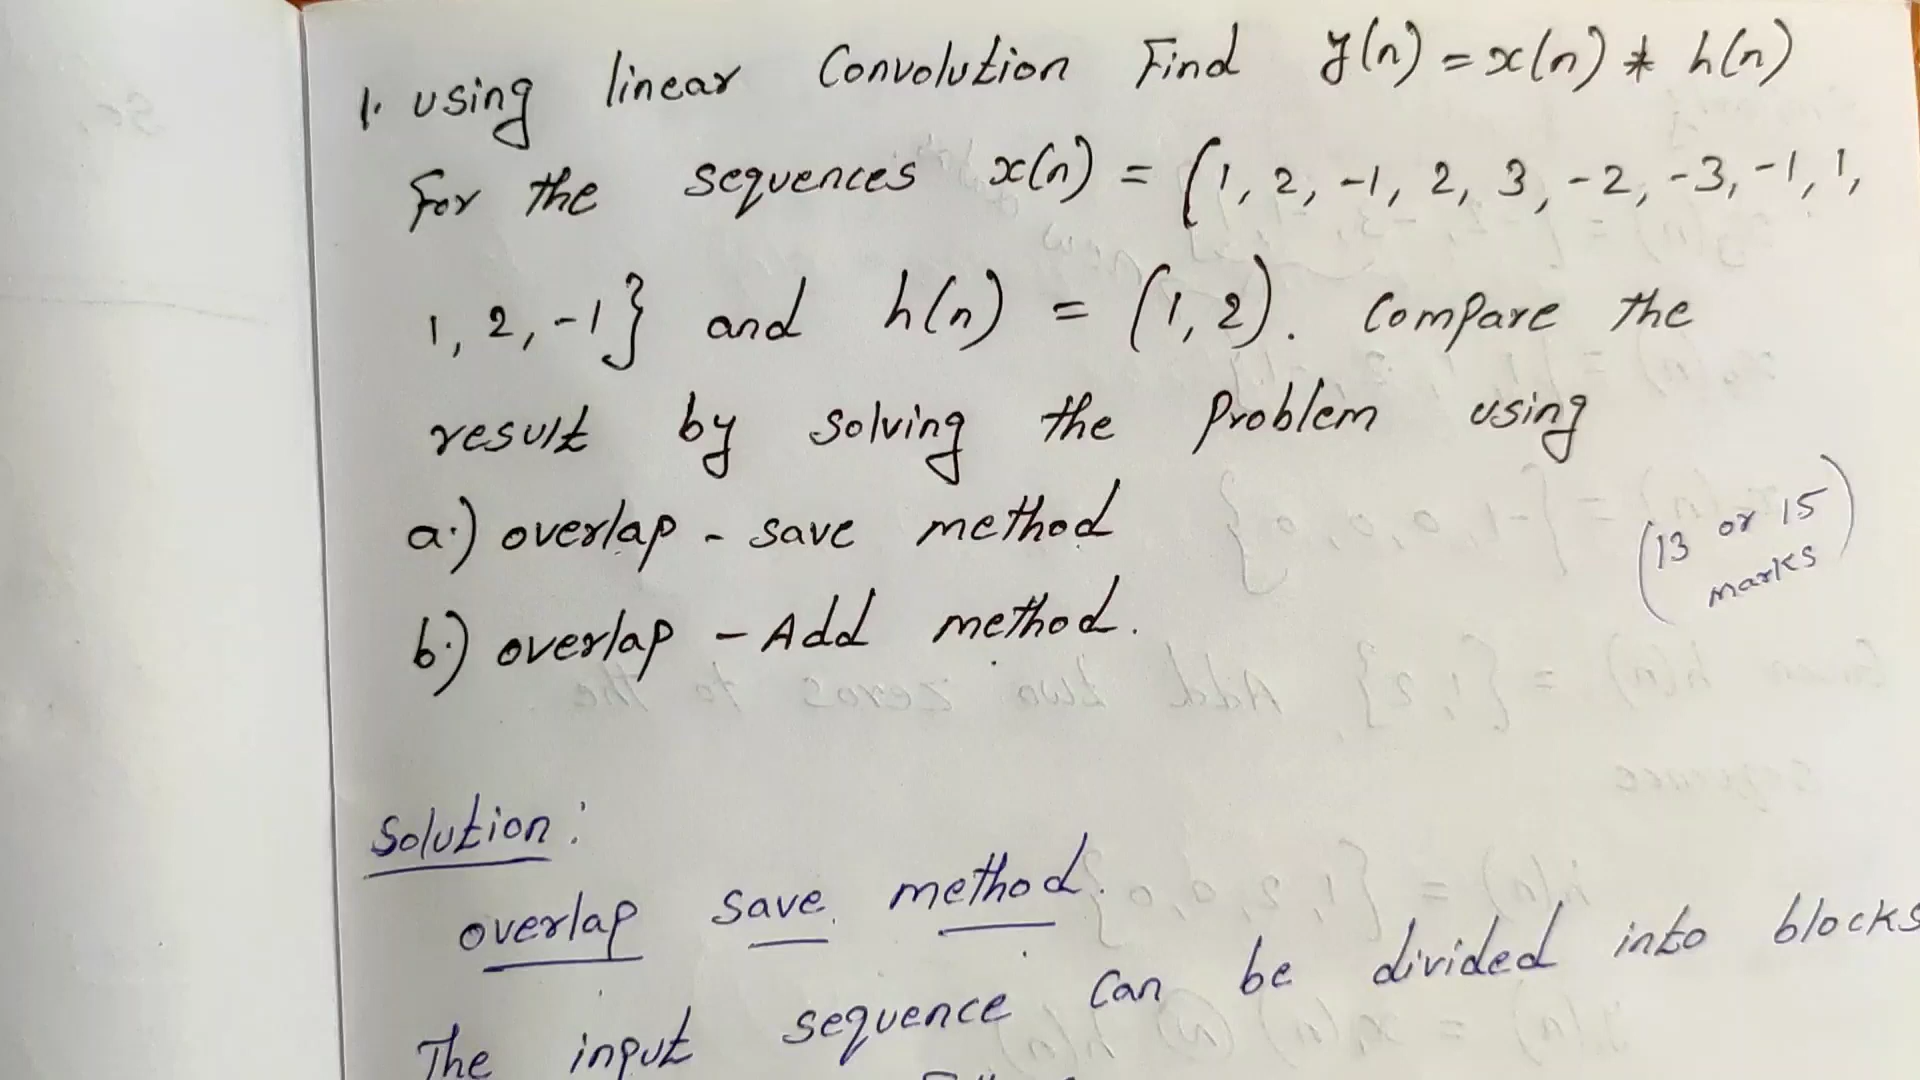 1. using linear Convolution Find y(n) = x(n) * h(n)
for the sequences x(n) = {1, 2, -1, 2, 3, -2, -3, -1, 1,
1, 2, -1} and h(n) = (1, 2). Compare the
result by solving the Problem using
a.) overlap - save method
b.) overlap - Add method.
(13 or 15
marks)
Solution:
overlap save method.
The input sequence can be divided into blocks